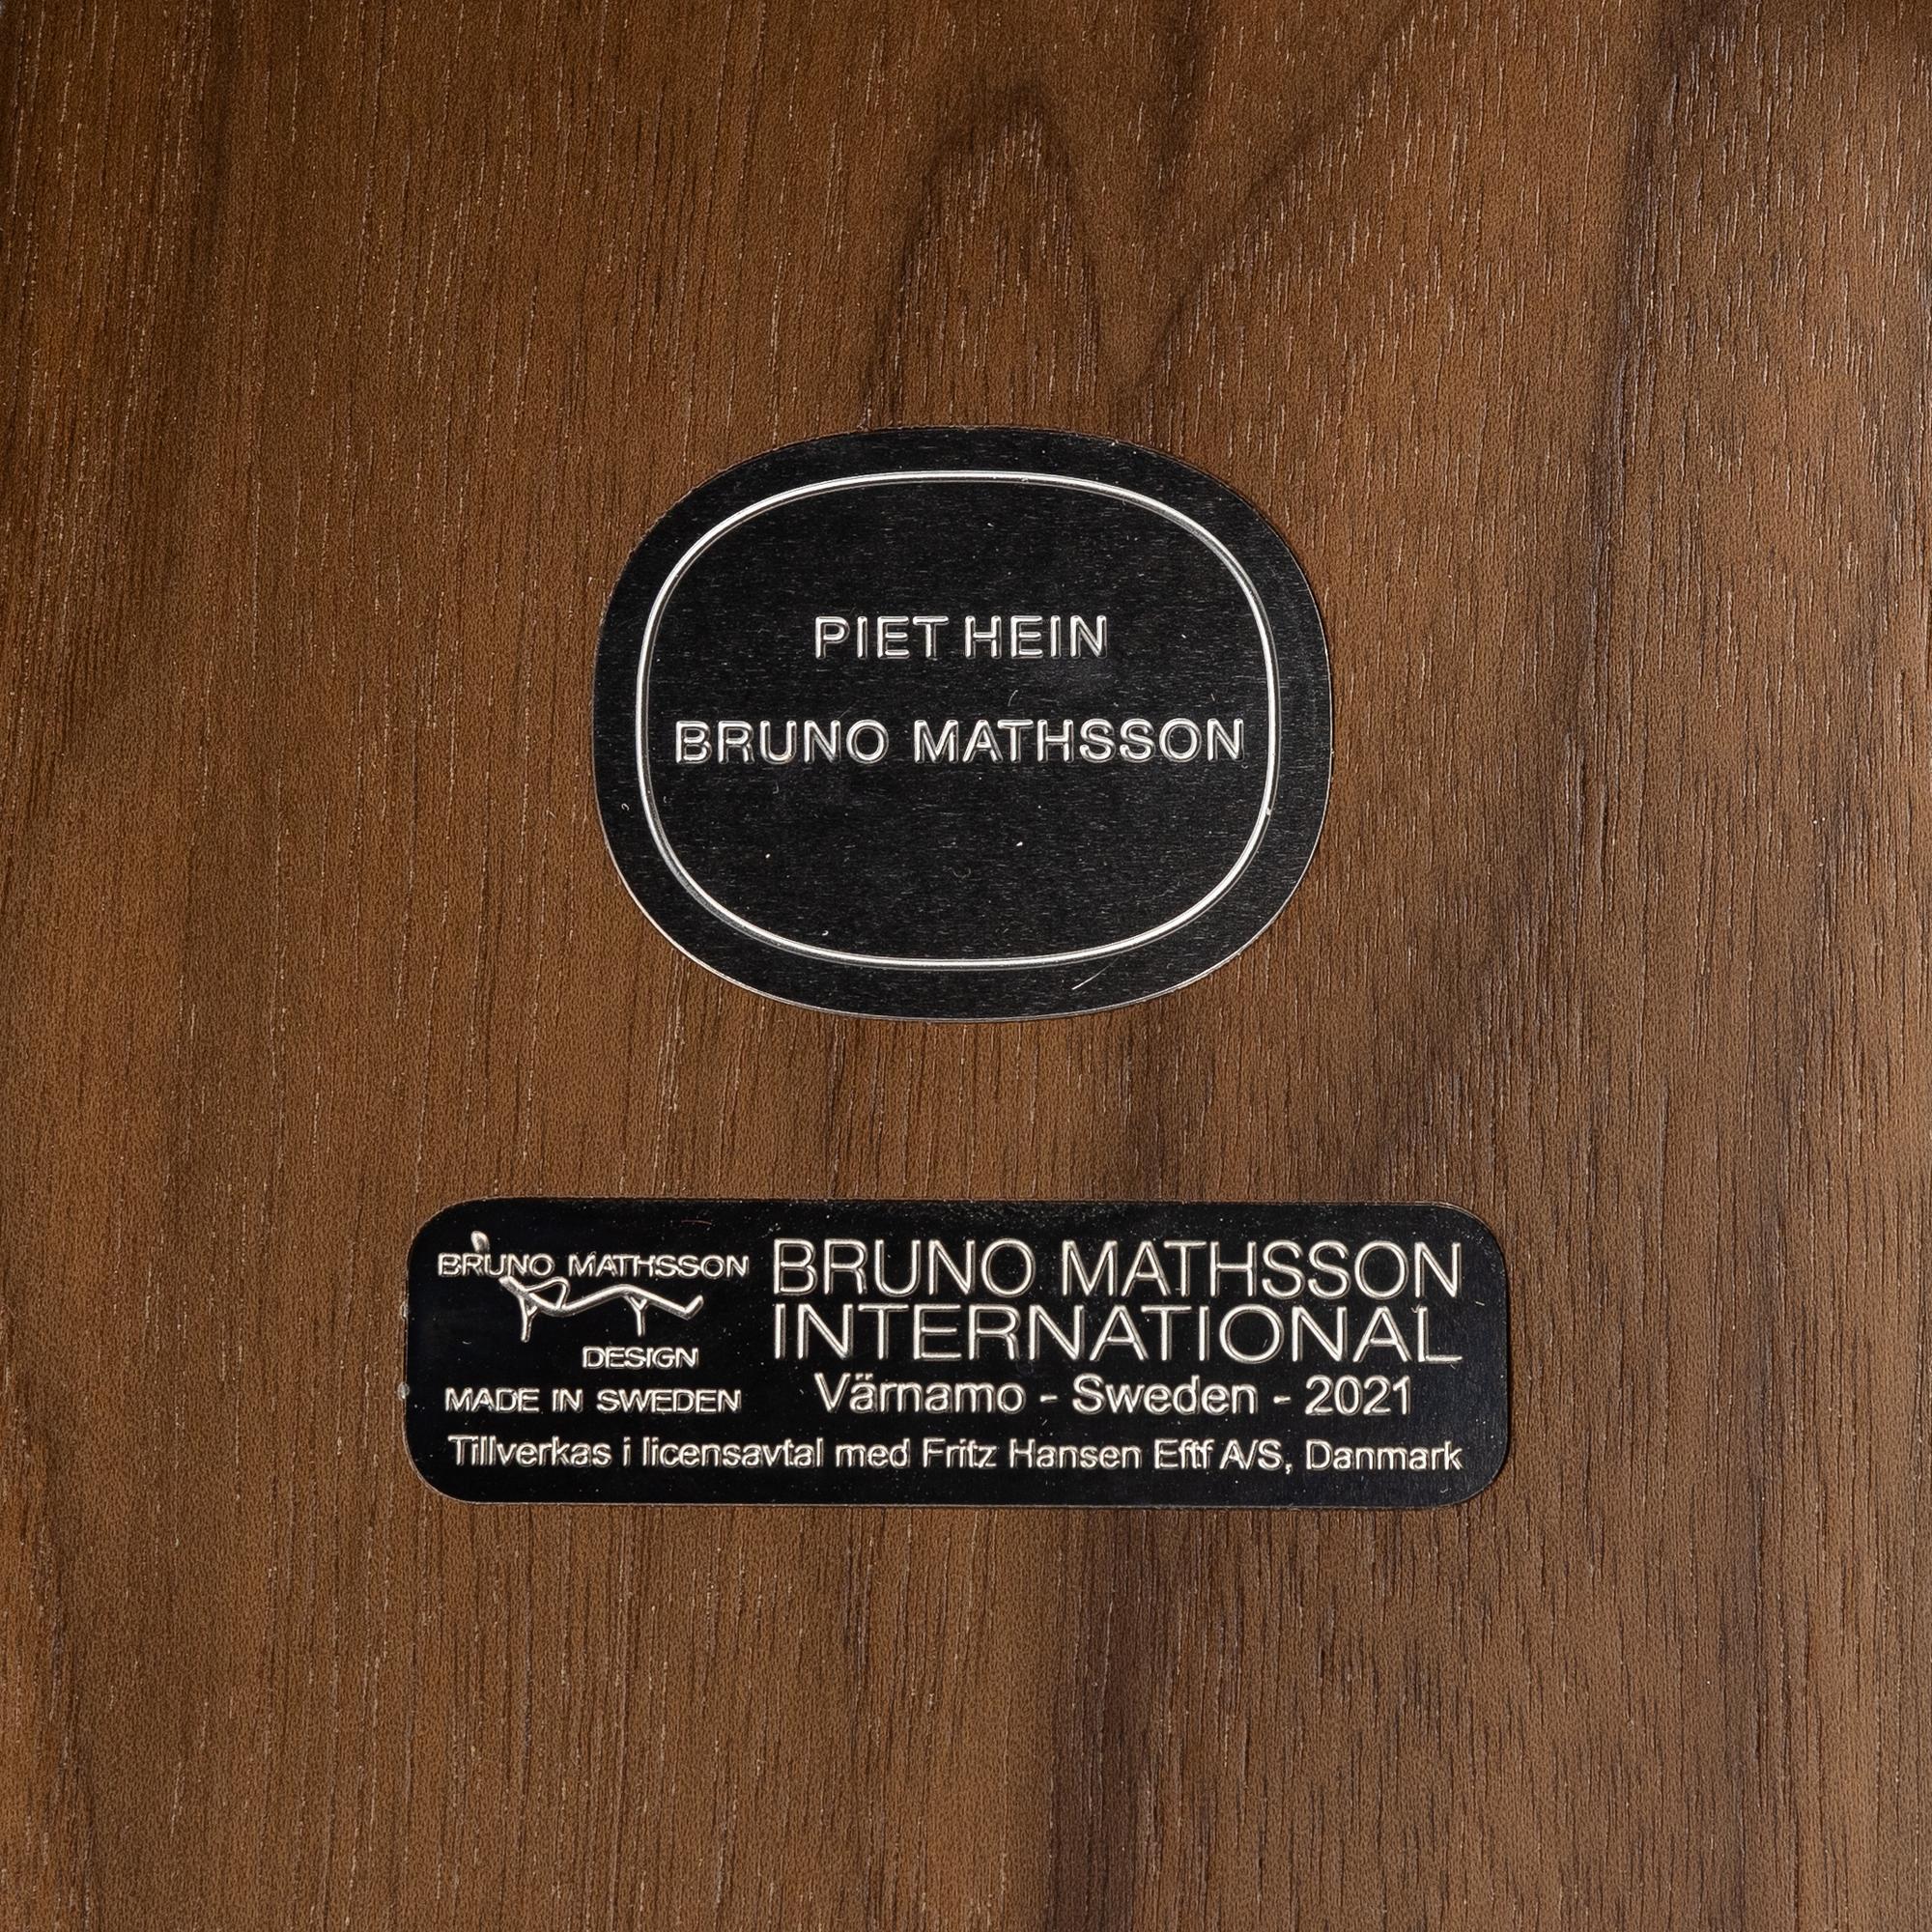 PIET HEIN
BRUNO MATHSSON
BRUNO MATHSSON
DESIGN
MADE IN SWEDEN
BRUNO MATHSSON
INTERNATIONAL
Värnamo - Sweden - 2021
Tillverkas i licensavtal med Fritz Hansen Eftf A/S, Danmark